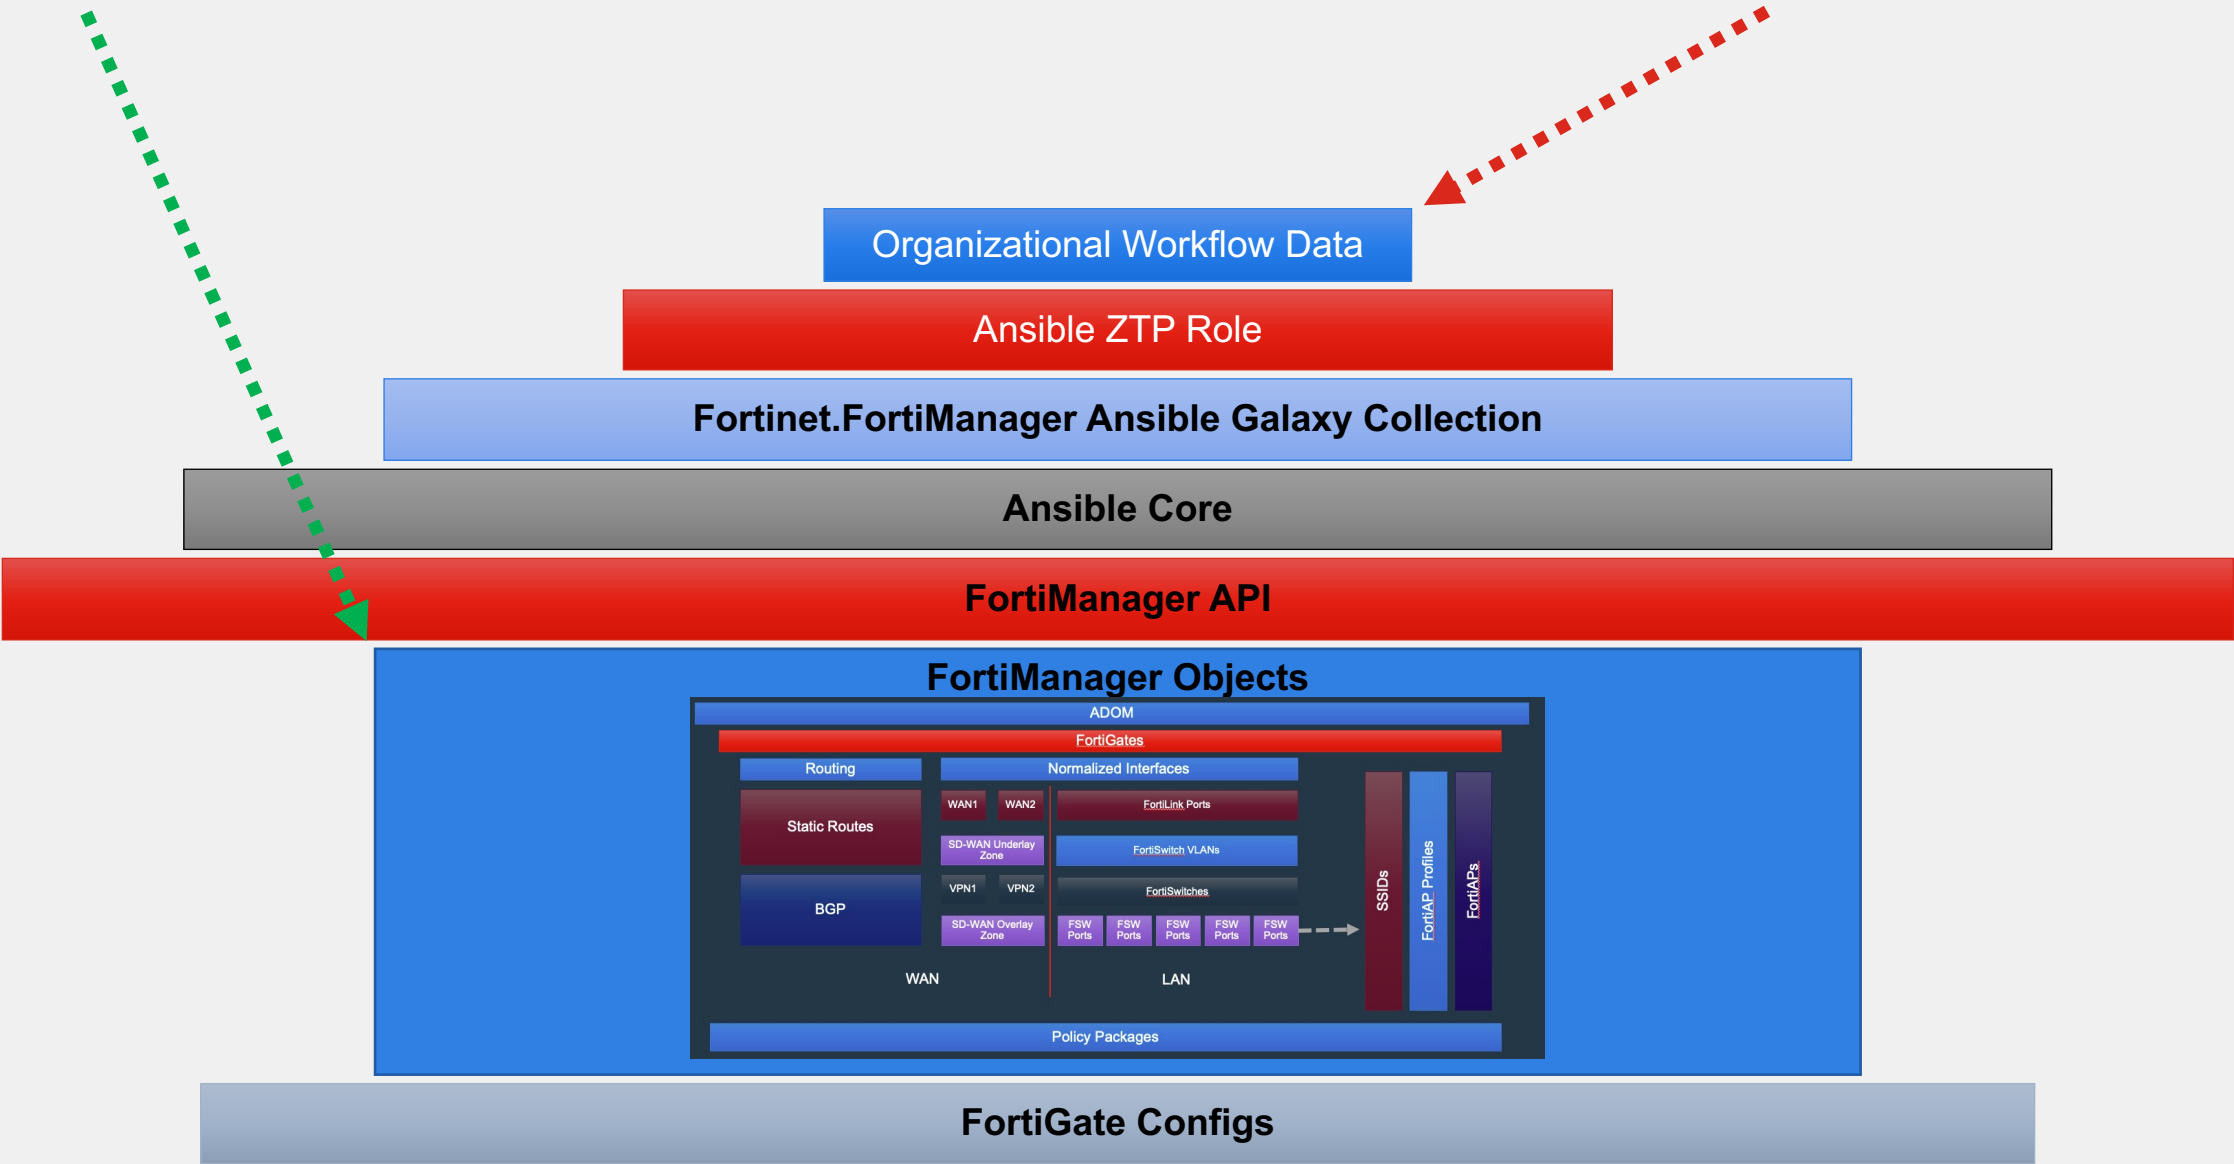 Organizational Workflow Data
Ansible ZTP Role
Fortinet.FortiManager Ansible Galaxy Collection
Ansible Core
FortiManager API
FortiManager Objects
ADOM
FortiGates
Routing
Normalized Interfaces
WAN1
WAN2
FortiLink Ports
Static Routes
SD-WAN Underlay
Zone
FortiSwitch VLANs
VPN1
VPN2
FortiSwitches
BGP
SD-WAN Overlay
Zone
FSW
Ports
FSW
Ports
FSW
Ports
FSW
Ports
FSW
Ports
SSIDs
FortiAP Profiles
FortiAPs
WAN
LAN
Policy Packages
FortiGate Configs